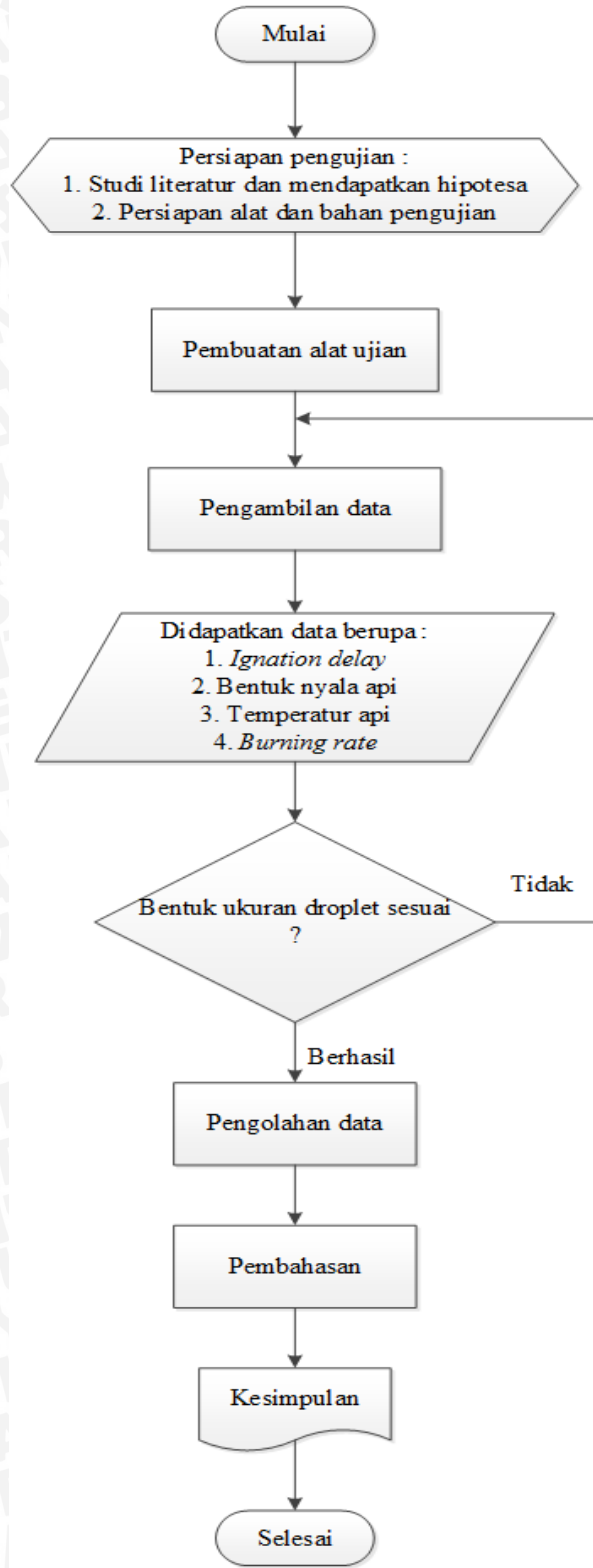 Mulai
Persiapan pengujian :
1. Studi literatur dan mendapatkan hipotesa
2. Persiapan alat dan bahan pengujian
Pembuatan alat ujian
Pengambilan data
Didapatkan data berupa :
1. Ignation delay
2. Bentuk nyala api
3. Temperatur api
4. Burning rate
Bentuk ukuran droplet sesuai
?
Tidak
Berhasil
Pengolahan data
Pembahasan
Kesimpulan
Selesai